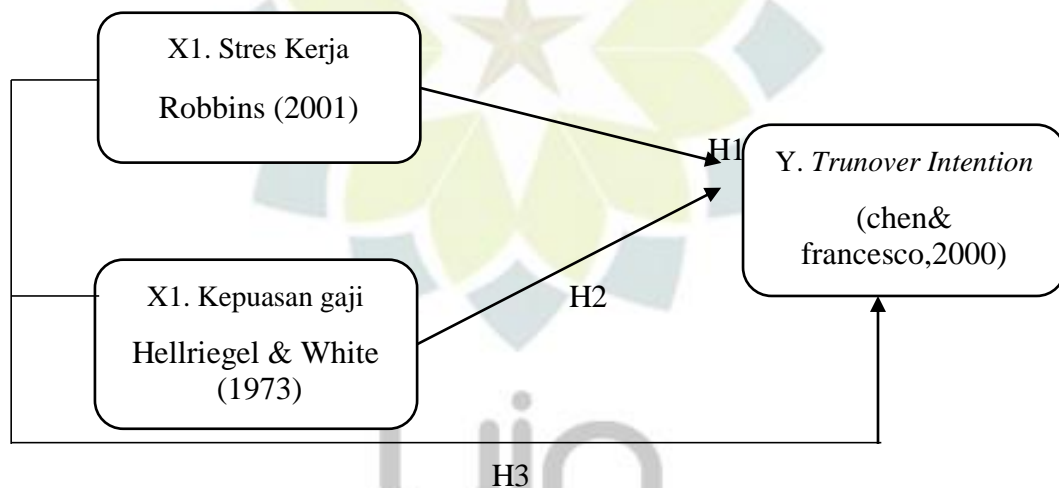 X1. Stres Kerja
Robbins (2001)
H1
Y. Trunover Intention
(chen&
francesco,2000)
X1. Kepuasan gaji
Hellriegel & White
(1973)
H2
H3
uin